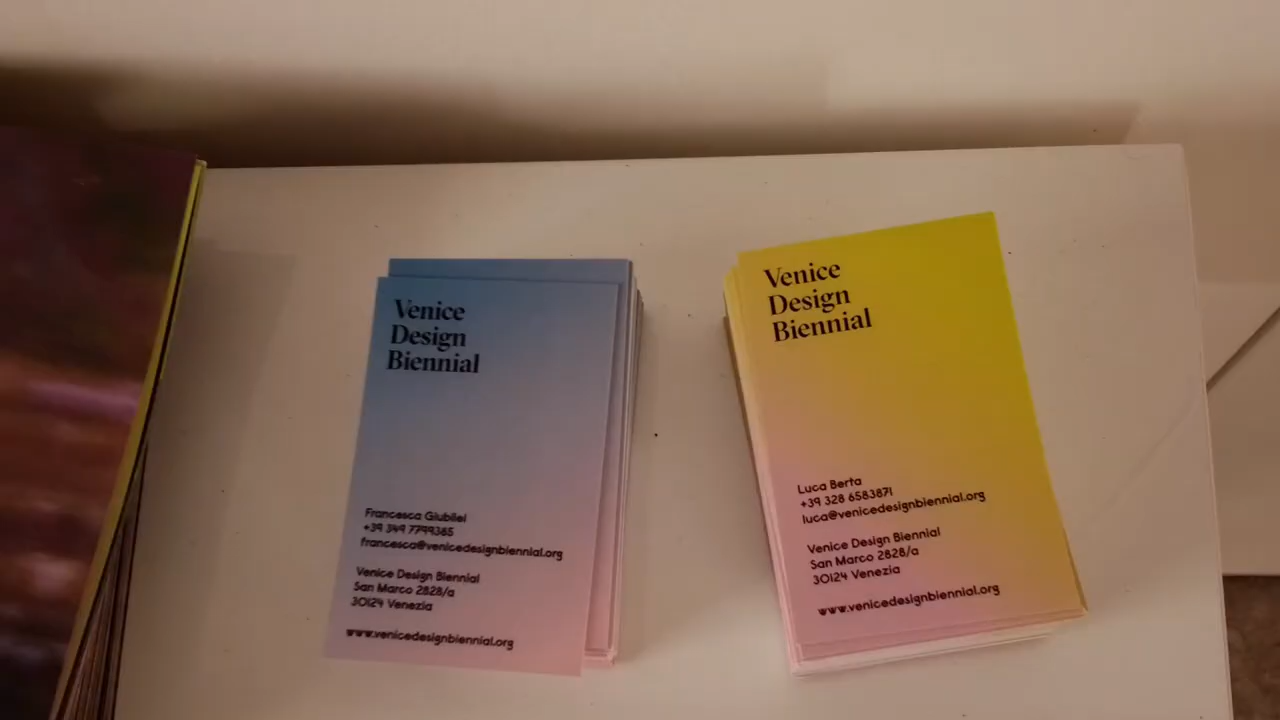 Venice
Design
Biennial
Francesca Giubilei
+39 349 7799365
francesca@venicedesignbiennial.org
Venice Design Biennial
San Marco 2828/a
30124 Venezia
www.venicedesignbiennial.org
Venice
Design
Biennial
Luca Berta
+39 328 6583871
luca@venicedesignbiennial.org
Venice Design Biennial
San Marco 2828/a
30124 Venezia
www.venicedesignbiennial.org